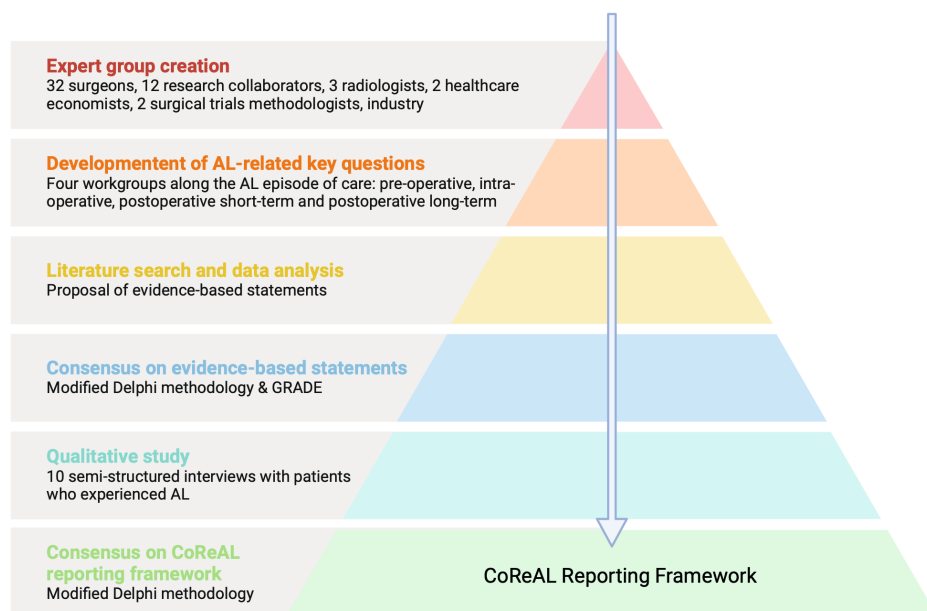 Expert group creation
32 surgeons, 12 research collaborators, 3 radiologists, 2 healthcare
economists, 2 surgical trials methodologists, industry
Developmentent of AL-related key questions
Four workgroups along the AL episode of care: pre-operative, intra-
operative, postoperative short-term and postoperative long-term
Literature search and data analysis
Proposal of evidence-based statements
Consensus on evidence-based statements
Modified Delphi methodology & GRADE
Qualitative study
10 semi-structured interviews with patients
who experienced AL
Consensus on CoReAL
reporting framework
Modified Delphi methodology
CoReAL Reporting Framework